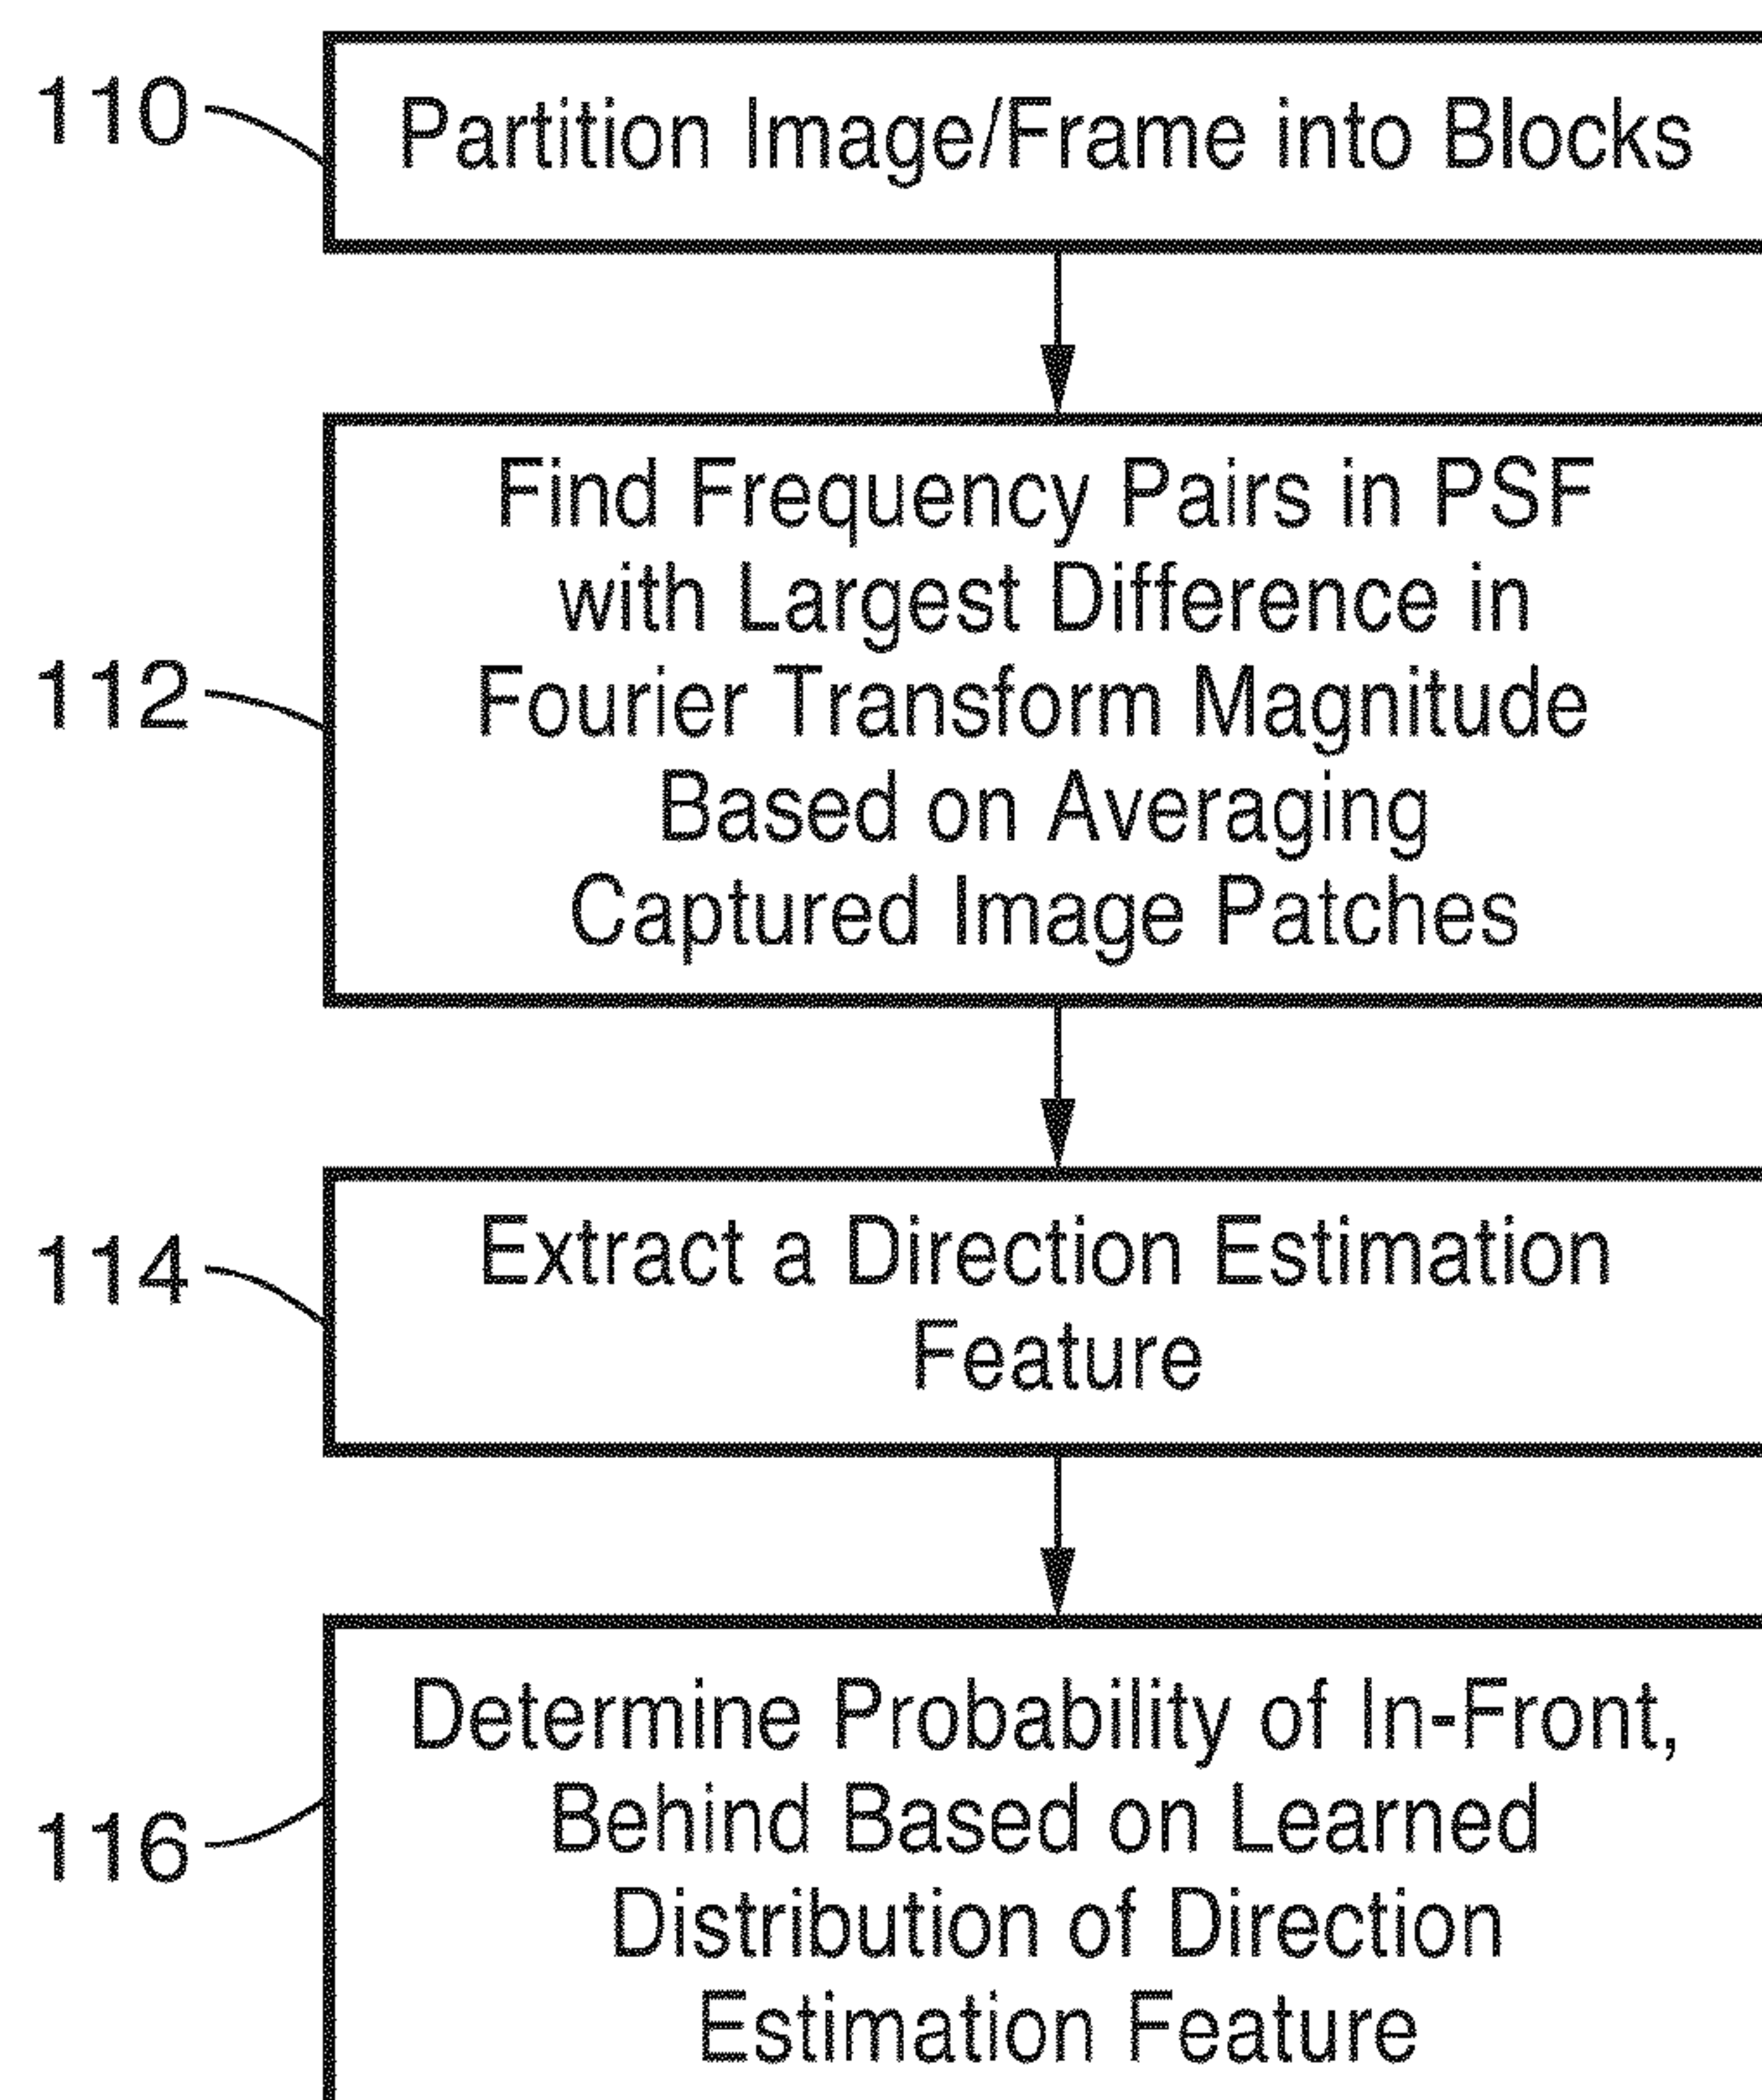 110
Partition Image/Frame into Blocks
112
Find Frequency Pairs in PSF
with Largest Difference in
Fourier Transform Magnitude
Based on Averaging
Captured Image Patches
114
Extract a Direction Estimation
Feature
116
Determine Probability of In-Front,
Behind Based on Learned
Distribution of Direction
Estimation Feature